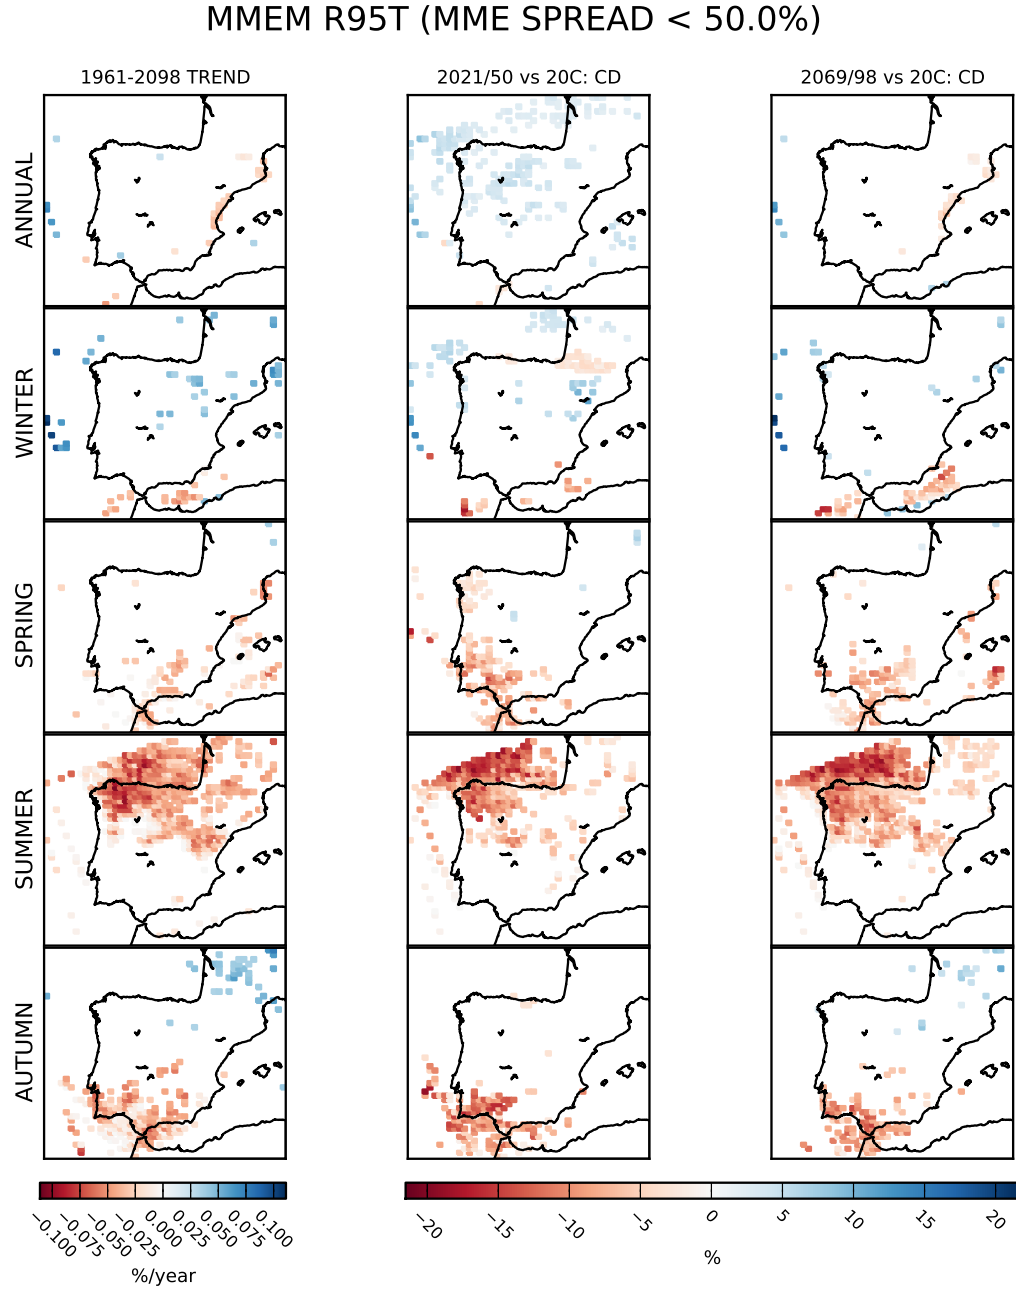 MMEM R95T (MME SPREAD < 50.0%)
1961-2098 TREND
2021/50 vs 20C: CD
2069/98 vs 20C: CD
ANNUAL
WINTER
SPRING
SUMMER
AUTUMN
−0.100 −0.075 −0.050 −0.025 0.000 0.025 0.050 0.075 0.100
%/year
−20 −15 −10 −5 0 5 10 15 20
%